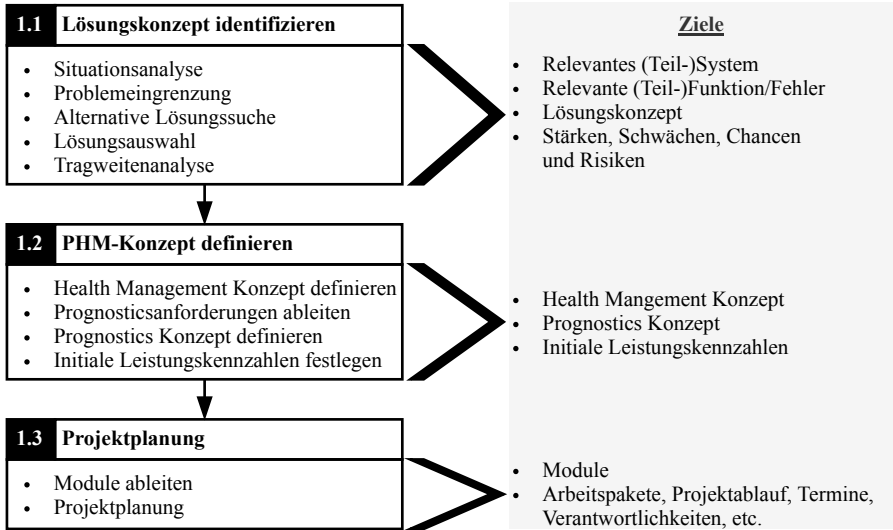 1.1 Lösungskonzept identifizieren
• Situationsanalyse
• Problemeingrenzung
• Alternative Lösungssuche
• Lösungsauswahl
• Tragweitenanalyse
Ziele
• Relevantes (Teil-)System
• Relevante (Teil-)Funktion/Fehler
• Lösungskonzept
• Stärken, Schwächen, Chancen
und Risiken
1.2 PHM-Konzept definieren
• Health Management Konzept definieren
• Prognosticsanforderungen ableiten
• Prognostics Konzept definieren
• Initiale Leistungskennzahlen festlegen
• Health Mangement Konzept
• Prognostics Konzept
• Initiale Leistungskennzahlen
1.3 Projektplanung
• Module ableiten
• Projektplanung
• Module
• Arbeitspakete, Projektablauf, Termine,
Verantwortlichkeiten, etc.